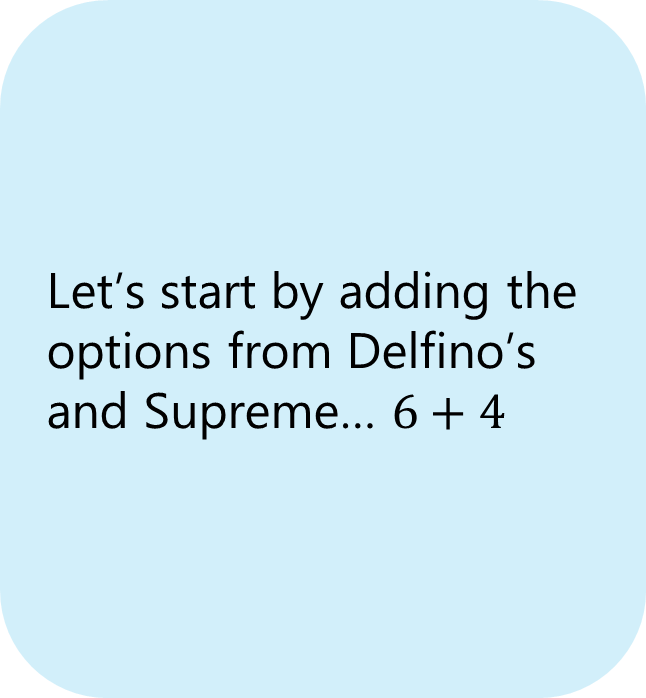 Let’s start by adding the
options from Delfino’s
and Supreme… 6 + 4